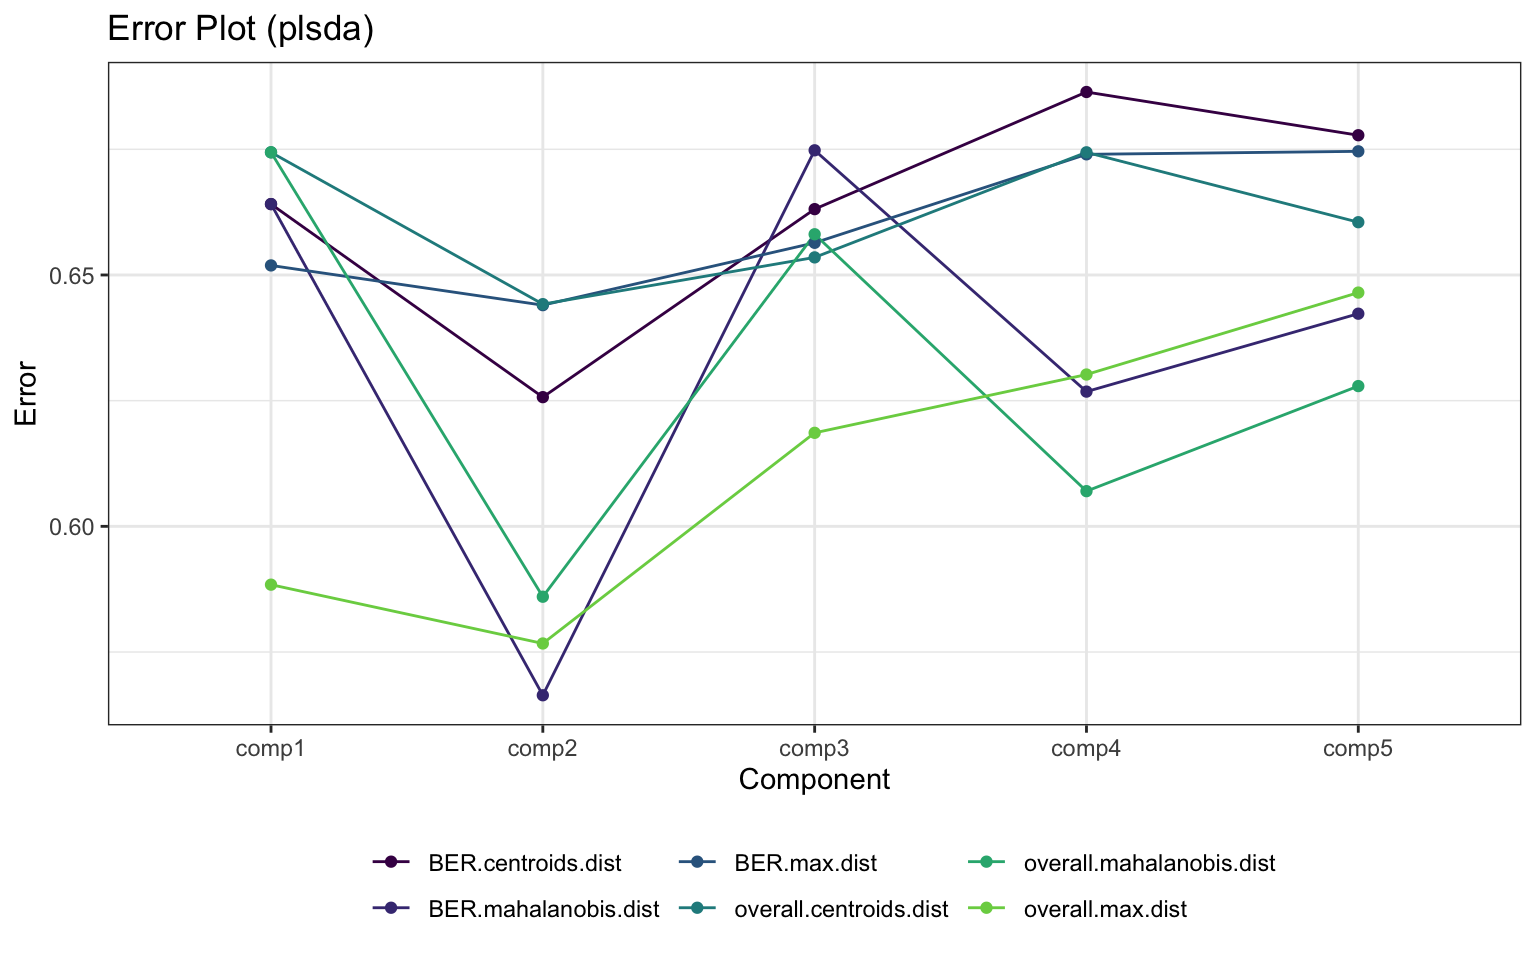 Error Plot (plsda)
0.65
0.60
Error
comp1 comp2 comp3 comp4 comp5
Component
BER.centroids.dist BER.max.dist overall.mahalanobis.dist
BER.mahalanobis.dist overall.centroids.dist overall.max.dist